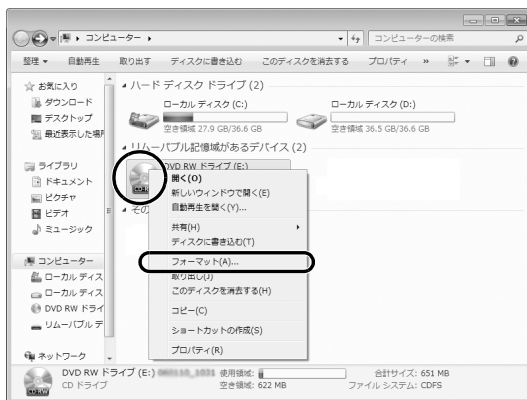 コンピューター
コンピューターの検索
整理 自動再生 取り出す ディスクに書き込む このディスクを消去する プロパティ »
お気に入り
ダウンロード
デスクトップ
最近表示した場所
ライブラリ
ドキュメント
ピクチャ
ビデオ
ミュージック
コンピューター
ローカル ディス
ローカル ディス
DVD RW ドライ
リムーバブル デ
ネットワーク
ハード ディスク ドライブ (2)
ローカル ディスク (C:)
空き領域 27.9 GB/36.6 GB
ローカル ディスク (D:)
空き領域 36.5 GB/36.6 GB
リムーバブル記憶域があるデバイス (2)
DVD RW ドライブ (E:)
CD-R
その
開く(O)
新しいウィンドウで開く(E)
自動再生を開く(Y)...
共有(H)
ディスクに書き込む(T)
フォーマット(A)...
取り出し(J)
このディスクを消去する(H)
コピー(C)
ショートカットの作成(S)
プロパティ(R)
DVD RW ドライブ (E:) 使用領域: 合計サイズ: 651 MB
CD ドライブ 空き領域: 622 MB ファイル システム: CDFS